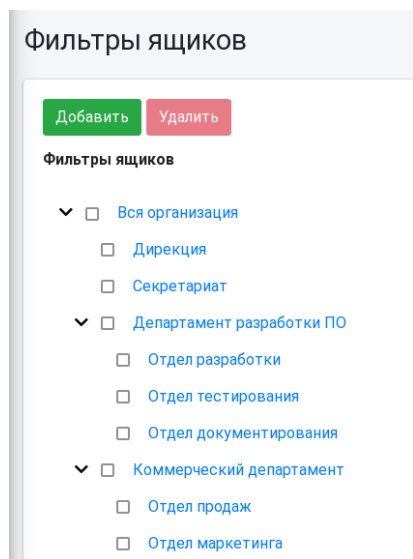 Фильтры ящиков
Добавить Удалить
Фильтры ящиков
Вся организация
Дирекция
Секретариат
Департамент разработки ПО
Отдел разработки
Отдел тестирования
Отдел документирования
Коммерческий департамент
Отдел продаж
Отдел маркетинга